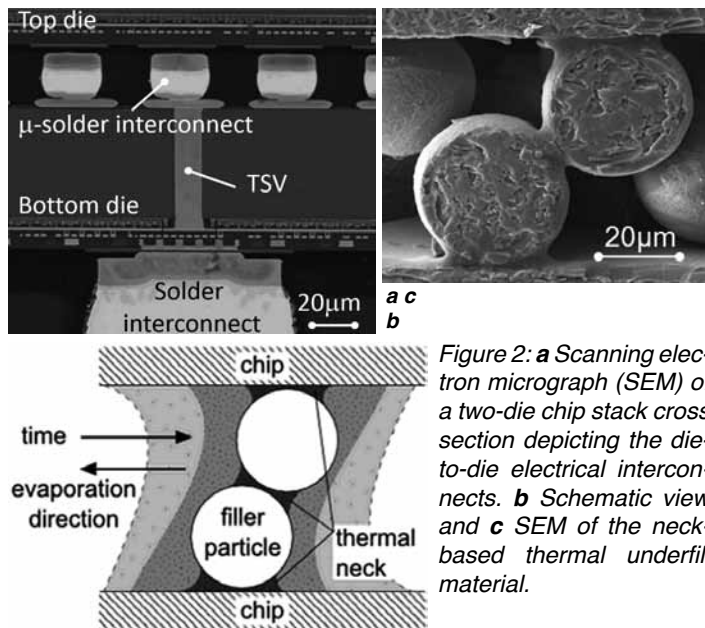 Top die
μ-solder interconnect
TSV
Bottom die
Solder
interconnect
20μm
20μm
a c
b
chip
time
evaporation
direction
filler
particle
thermal
neck
chip
Figure 2: a Scanning elec-
tron micrograph (SEM) o
a two-die chip stack cross
section depicting the die-
to-die electrical intercon-
nects. b Schematic view
and c SEM of the neck-
based thermal underfil
material.